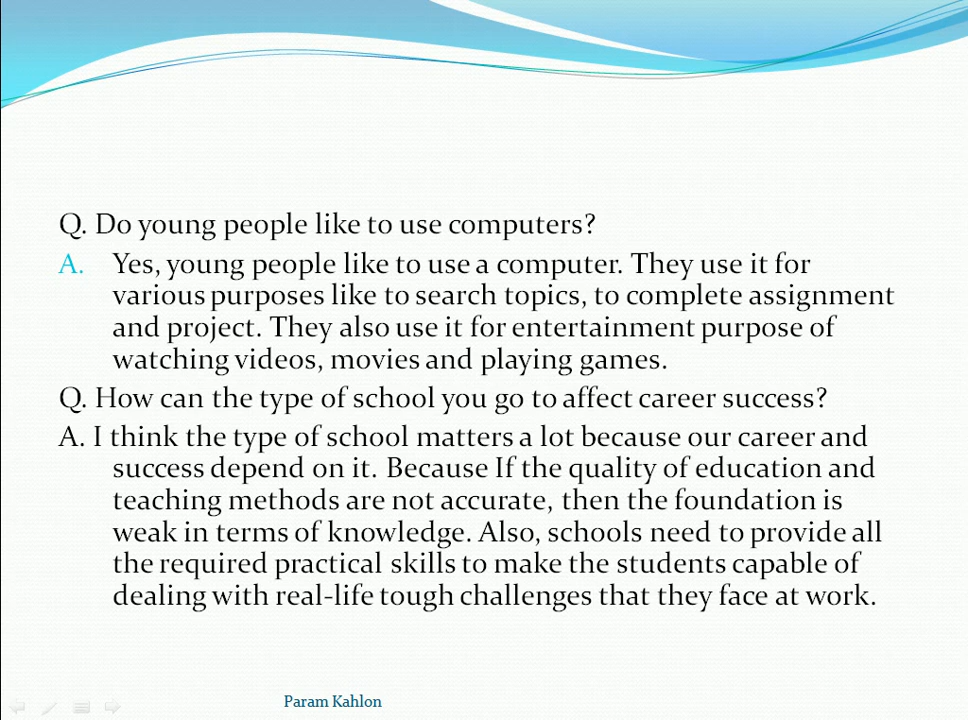 Q. Do young people like to use computers?
A. Yes, young people like to use a computer. They use it for
various purposes like to search topics, to complete assignment
and project. They also use it for entertainment purpose of
watching videos, movies and playing games.
Q. How can the type of school you go to affect career success?
A. I think the type of school matters a lot because our career and
success depend on it. Because If the quality of education and
teaching methods are not accurate, then the foundation is
weak in terms of knowledge. Also, schools need to provide all
the required practical skills to make the students capable of
dealing with real-life tough challenges that they face at work.
Param Kahlon